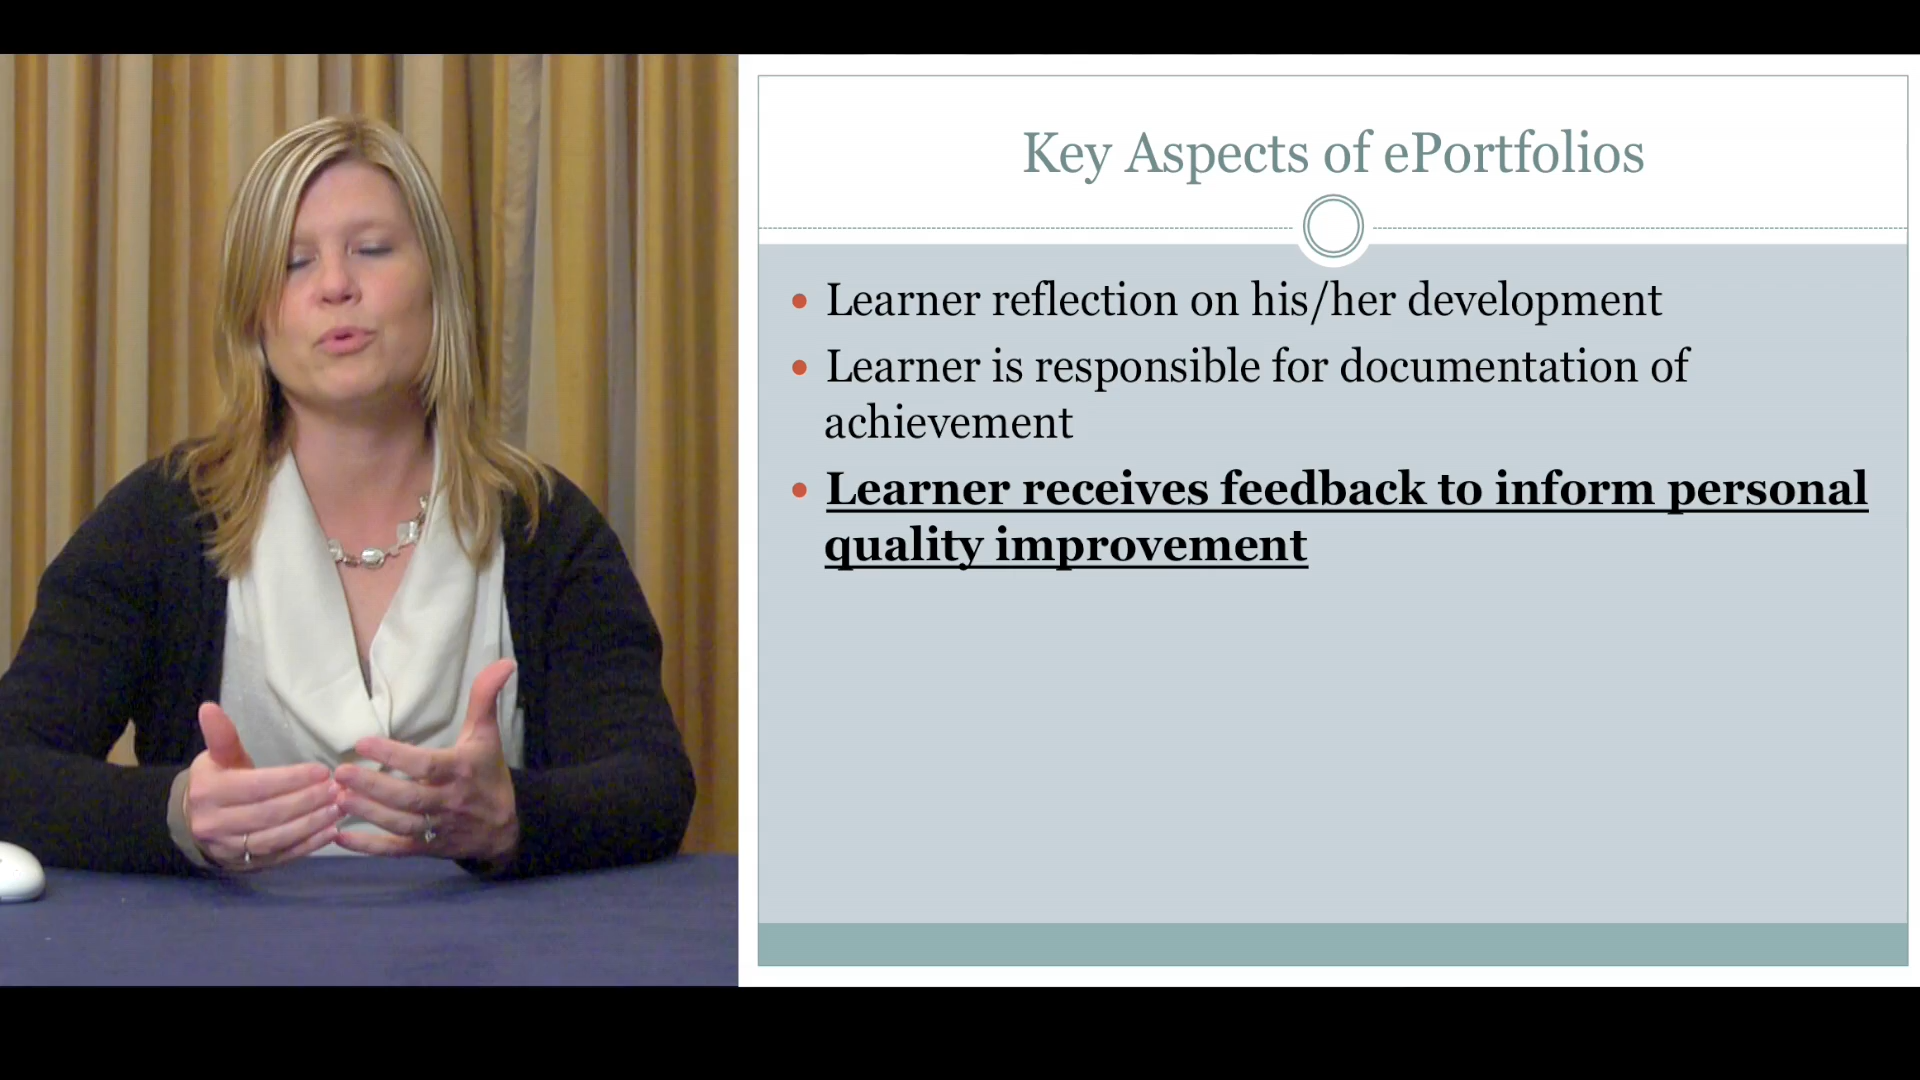 Key Aspects of ePortfolios
Learner reflection on his/her development
Learner is responsible for documentation of
achievement
Learner receives feedback to inform personal
quality improvement